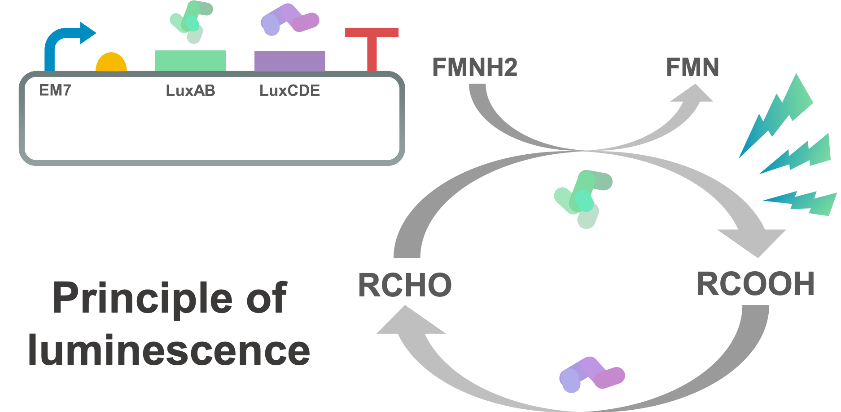 EM7
LuxAB
LuxCDE
FMNH2
FMN
RCHO
RCOOH
Principle of
luminescence